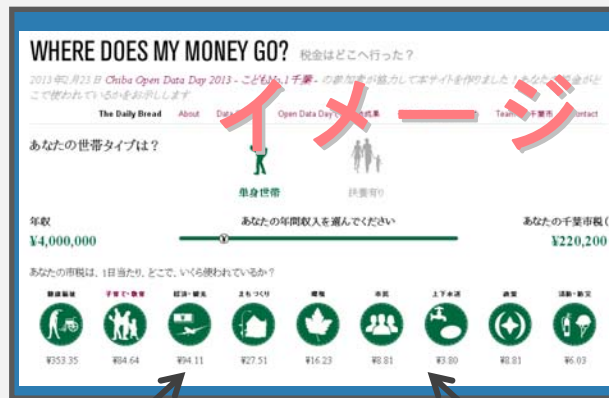 WHERE DOES MY MONEY GO? 税金はどこへ行った？
2013年2月23日 Chiba Open Data Day 2013 - こどもNo.1千葉 - の参加者が協力して本サイトを作りました！あなたの税金がど
こで使われているかをお示しします
イメージ
The Daily Bread About Open Data Day 成果 Team 千葉市 Contact
あなたの世帯タイプは？
単身世帯 扶養有り
年収 あなたの年間収入を選んでください あなたの千葉市税(
¥4,000,000 ¥220,200
あなたの市税は、1日当たり、どこで、いくら使われているか？
健康福祉 子育て・教育 経済・観光 まちづくり 環境 市民 上下水道 政策 消防・防災
¥353.35 ¥84.64 ¥94.11 ¥27.51 ¥16.23 ¥8.81 ¥3.80 ¥8.81 ¥6.03